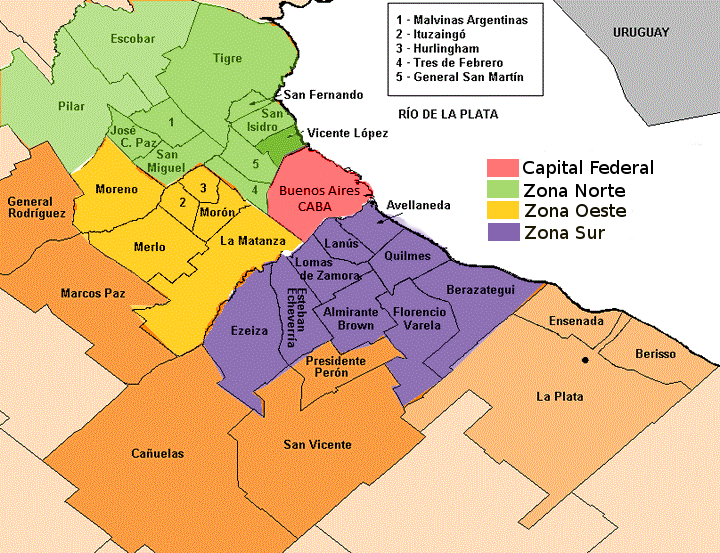 1 - Malvinas Argentinas
2 - Ituzaingó
3 - Hurlingham
4 - Tres de Febrero
5 - General San Martín
URUGUAY
RÍO DE LA PLATA
Capital Federal
Zona Norte
Zona Oeste
Zona Sur
Escobar
Tigre
San Fernando
Pilar
San
Isidro
Vicente López
José
C. Paz
1
San
Miguel
5
4
Buenos Aires
CABA
General
Rodríguez
Moreno
3
2
Morón
Merlo
La Matanza
Avellaneda
Lanús
Quilmes
Lomas
de Zamora
Berazategui
Marcos Paz
Ezeiza
Esteban
Echeverría
Almirante
Brown
Florencio
Varela
Ensenada
Berisso
Presidente
Perón
La Plata
San Vicente
Cañuelas